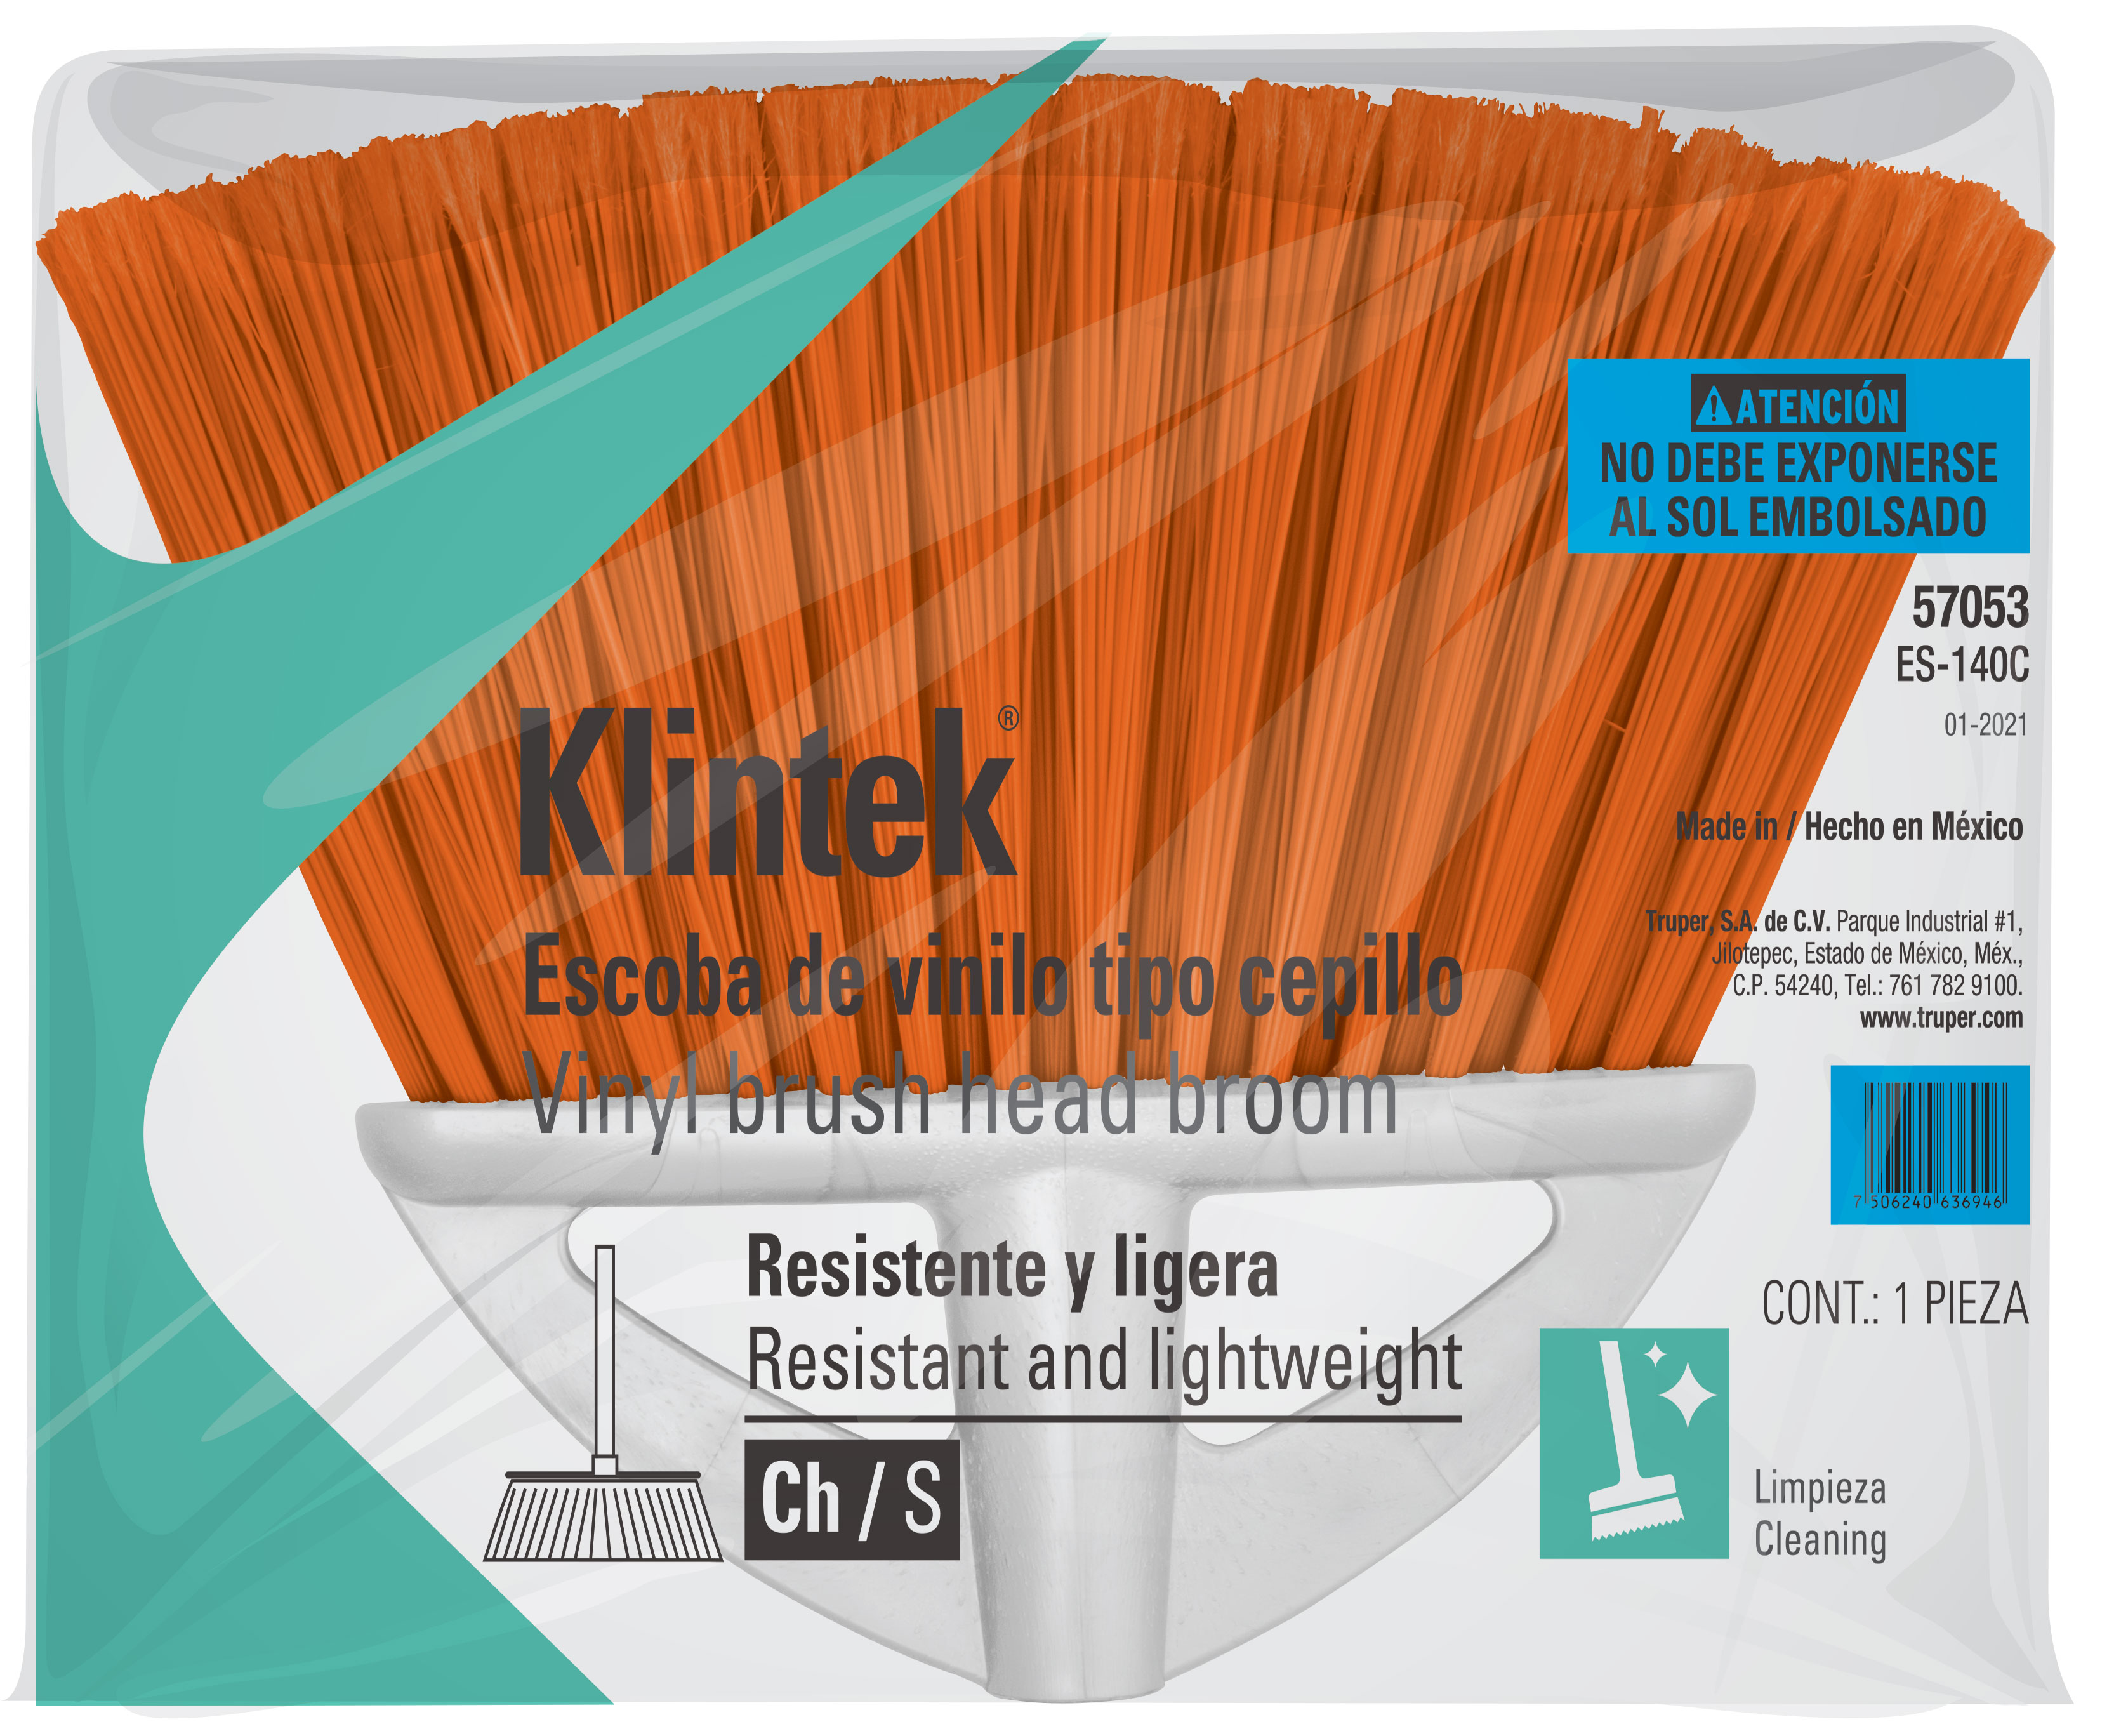 Klintek®
Escoba de vinilo tipo cepillo
Vinyl brush head broom
Resistente y ligera
Resistant and lightweight
Ch / S
ATENCIÓN
NO DEBE EXPONERSE
AL SOL EMBOLSADO
57053
ES-140C
01-2021
Made in / Hecho en México
Truper, S.A. de C.V. Parque Industrial #1,
Jilotepec, Estado de México, Méx.,
C.P. 54240, Tel.: 761 782 9100.
www.truper.com
7 506240 636946
CONT.: 1 PIEZA
Limpieza
Cleaning